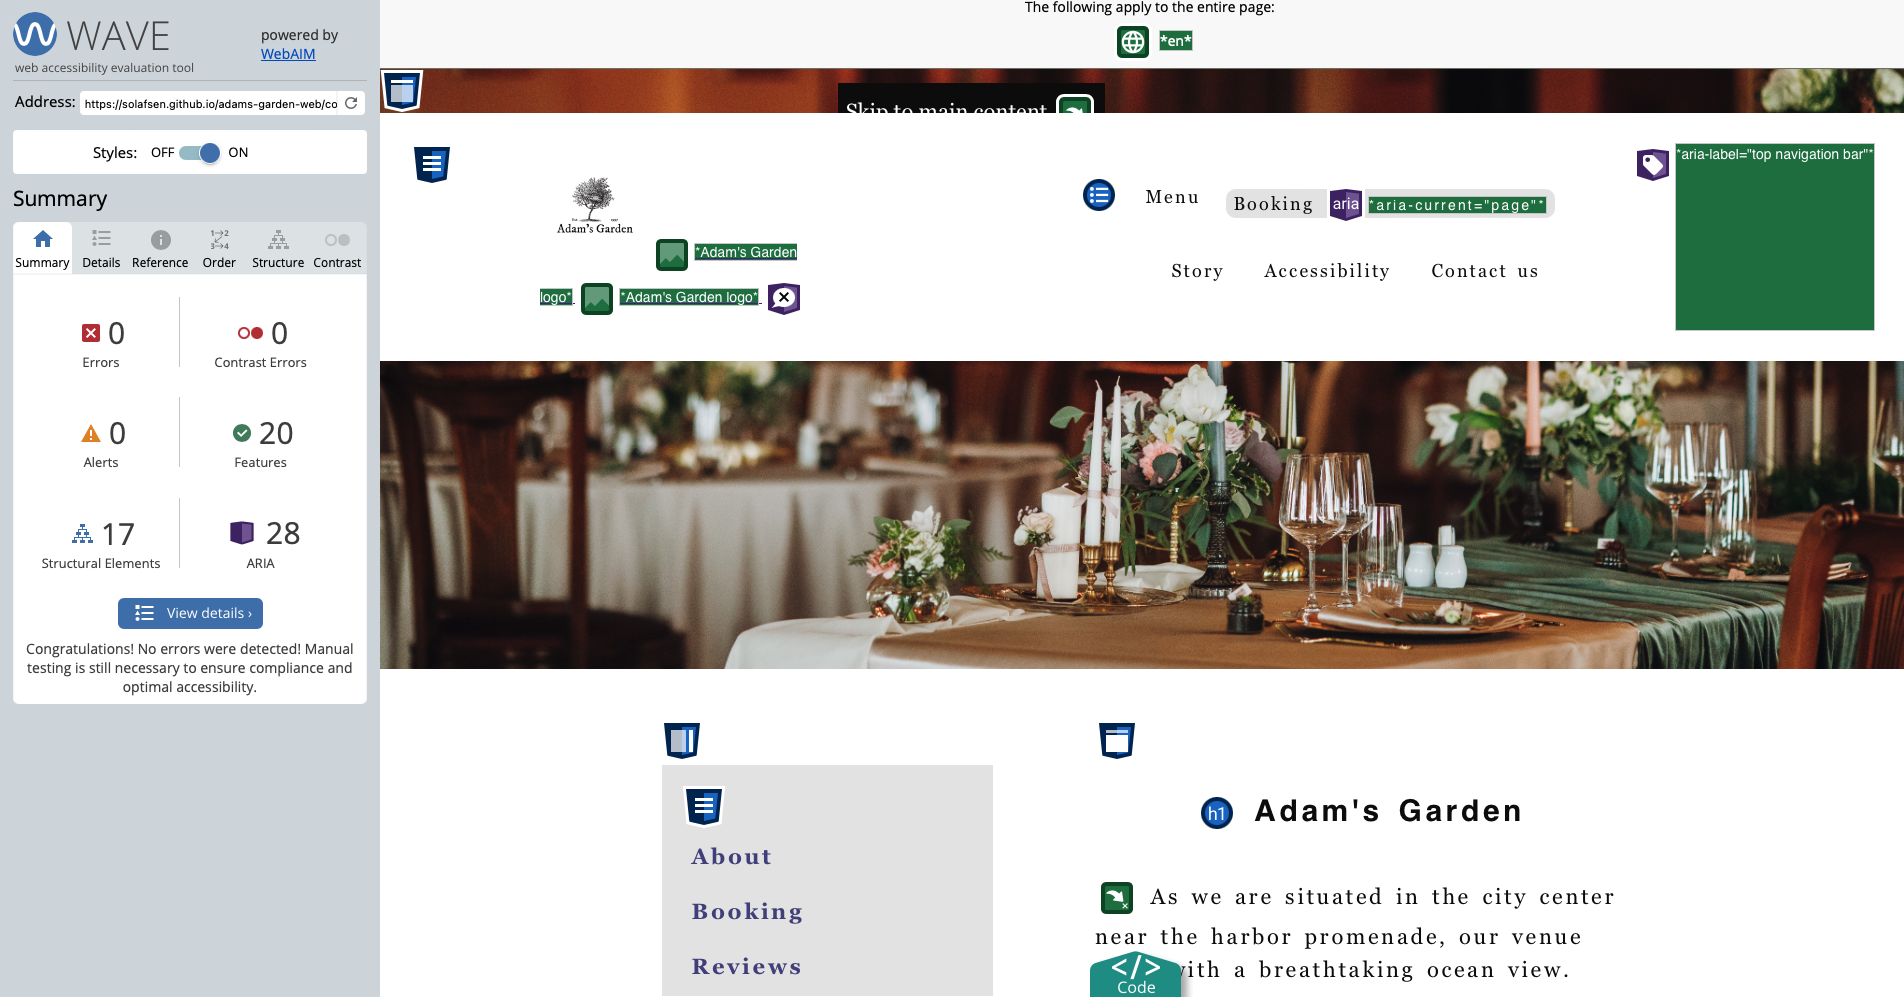 WAVE
powered by
WebAIM
web accessibility evaluation tool
Address: https://solafsen.github.io/adams-garden-web/co
Styles: OFF ON
Summary
Summary Details Reference Order Structure Contrast
1→2
3→4
0 Errors
0 Contrast Errors
0 Alerts
20 Features
17 Structural Elements
28 ARIA
View details ›
Congratulations! No errors were detected! Manual
testing is still necessary to ensure compliance and
optimal accessibility.
The following apply to the entire page:
*en*
Skip to main content
Adam's Garden
*Adam's Garden
logo* *Adam's Garden logo*
Menu Booking aria *aria-current="page"*
Story Accessibility Contact us
*aria-label="top navigation bar"*
About
Booking
Reviews
h1 Adam's Garden
As we are situated in the city center
near the harbor promenade, our venue
with a breathtaking ocean view.
</>
Code